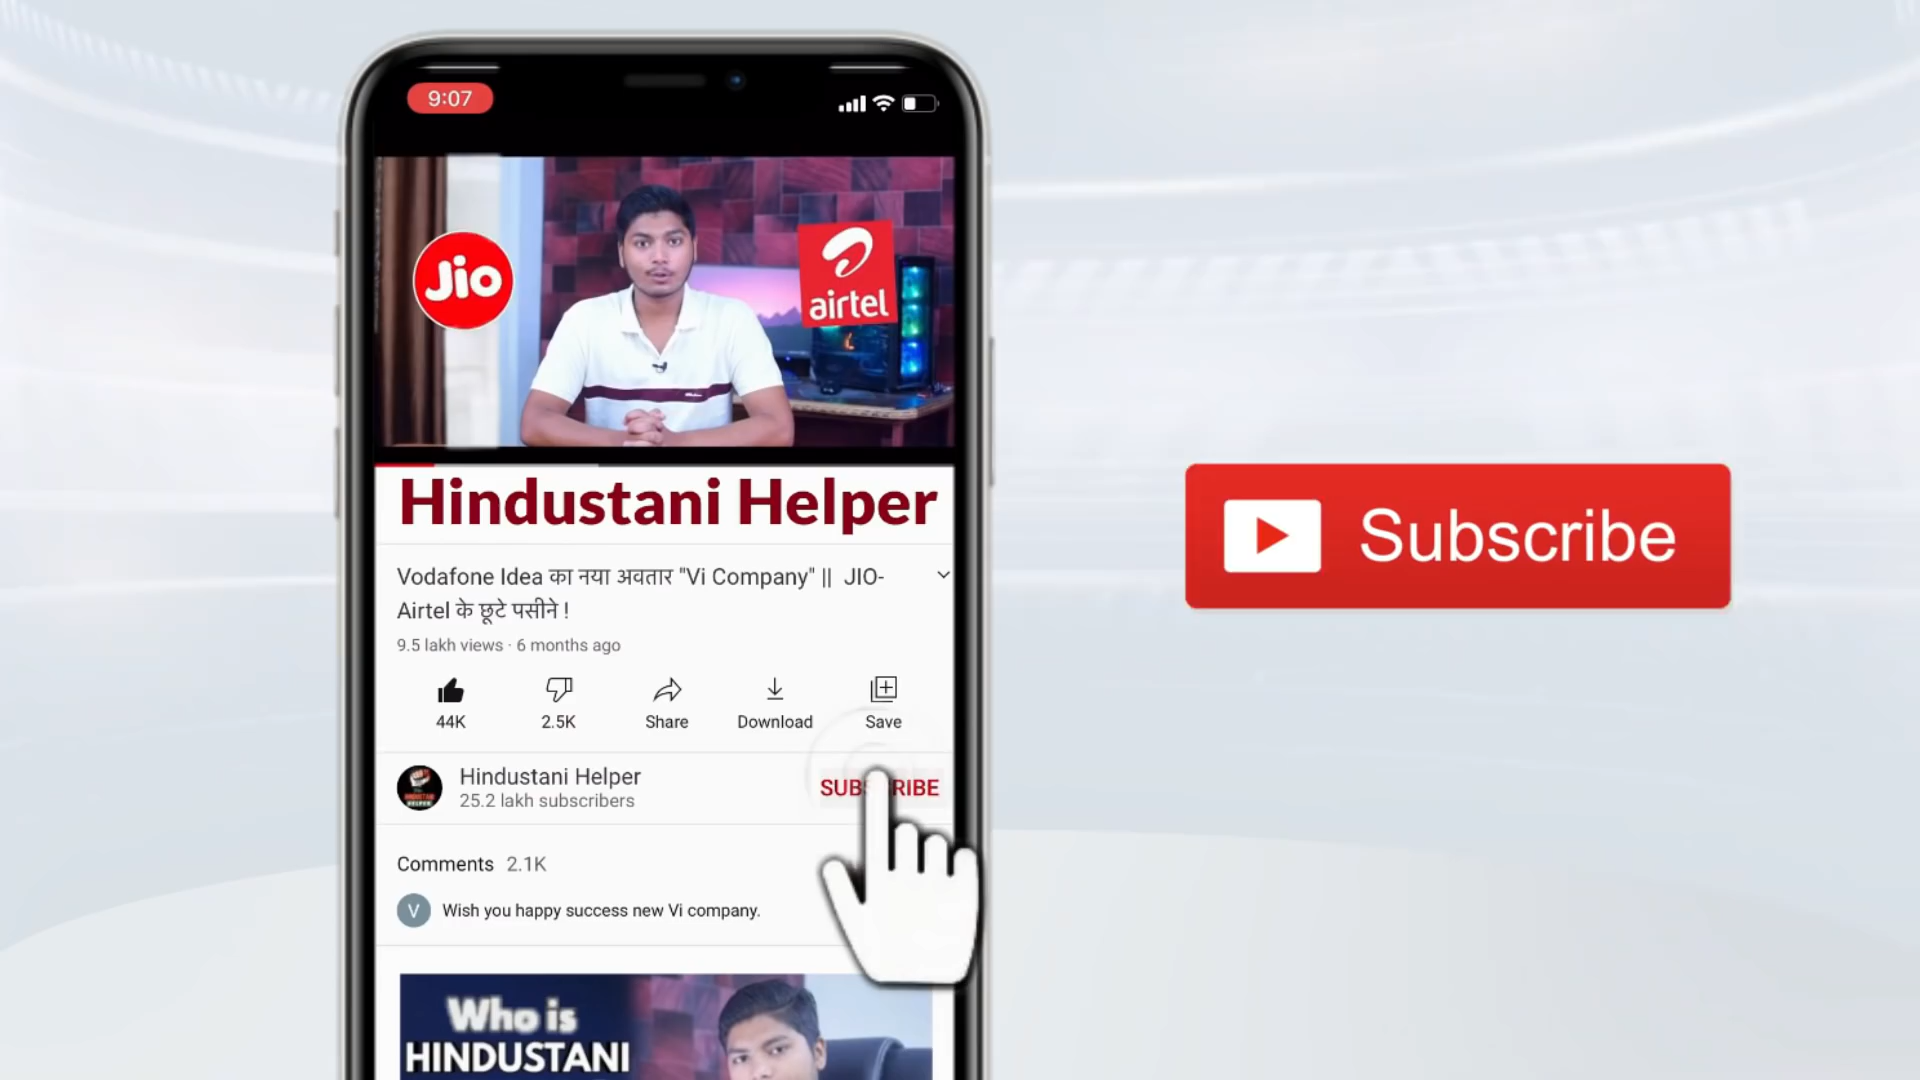 9:07
Jio
airtel
Hindustani Helper
Vodafone Idea का नया अवतार "Vi Company" || JIO-
Airtel के छूटे पसीने !
9.5 lakh views · 6 months ago
44K
2.5K
Share
Download
Save
Hindustani Helper
25.2 lakh subscribers
SUBSCRIBE
Comments 2.1K
V
Wish you happy success new Vi company.
Who is
HINDUSTANI
Subscribe